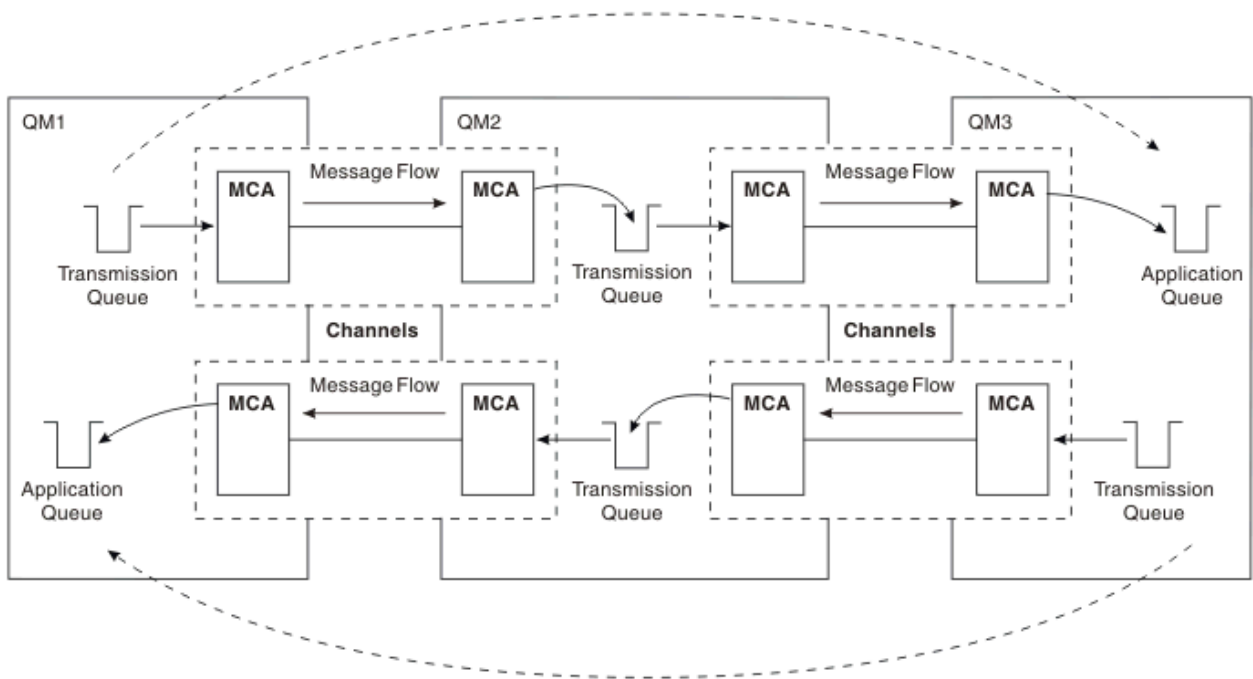 QM1
QM2
QM3
Message Flow
Message Flow
MCA
MCA
MCA
MCA
Transmission
Queue
Transmission
Queue
Application
Queue
Channels
Channels
Message Flow
Message Flow
MCA
MCA
MCA
MCA
Application
Queue
Transmission
Queue
Transmission
Queue